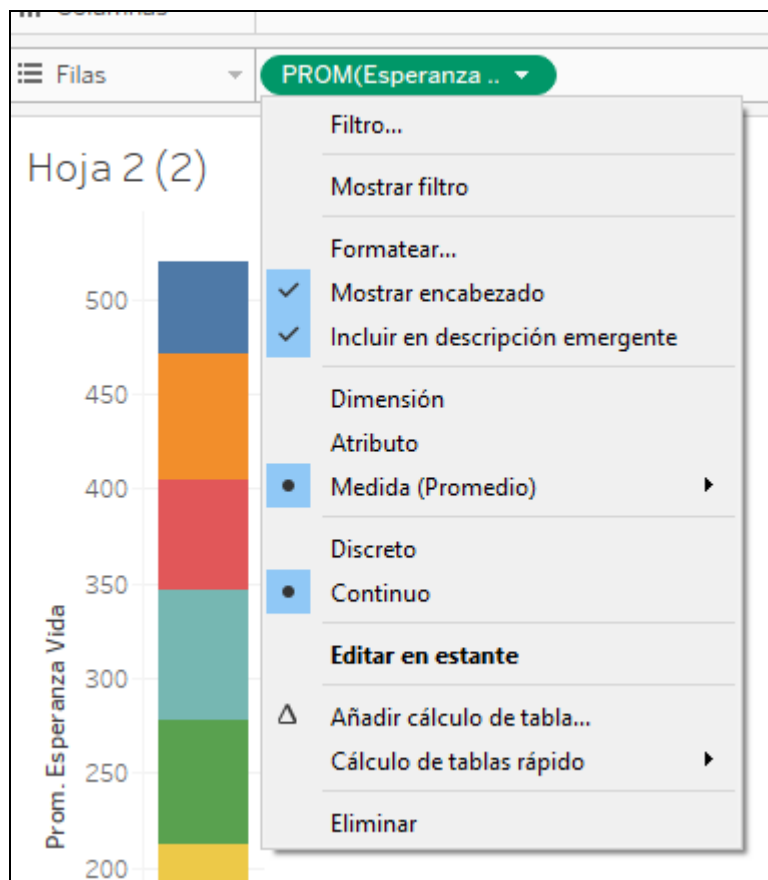 Columnas
Filas
PROM(Esperanza ..
Hoja 2 (2)
Filtro...
Mostrar filtro
Formatear...
Mostrar encabezado
Incluir en descripción emergente
Dimensión
Atributo
Medida (Promedio)
Discreto
Continuo
Editar en estante
Añadir cálculo de tabla...
Cálculo de tablas rápido
Eliminar
Prom. Esperanza Vida
500
450
400
350
300
250
200